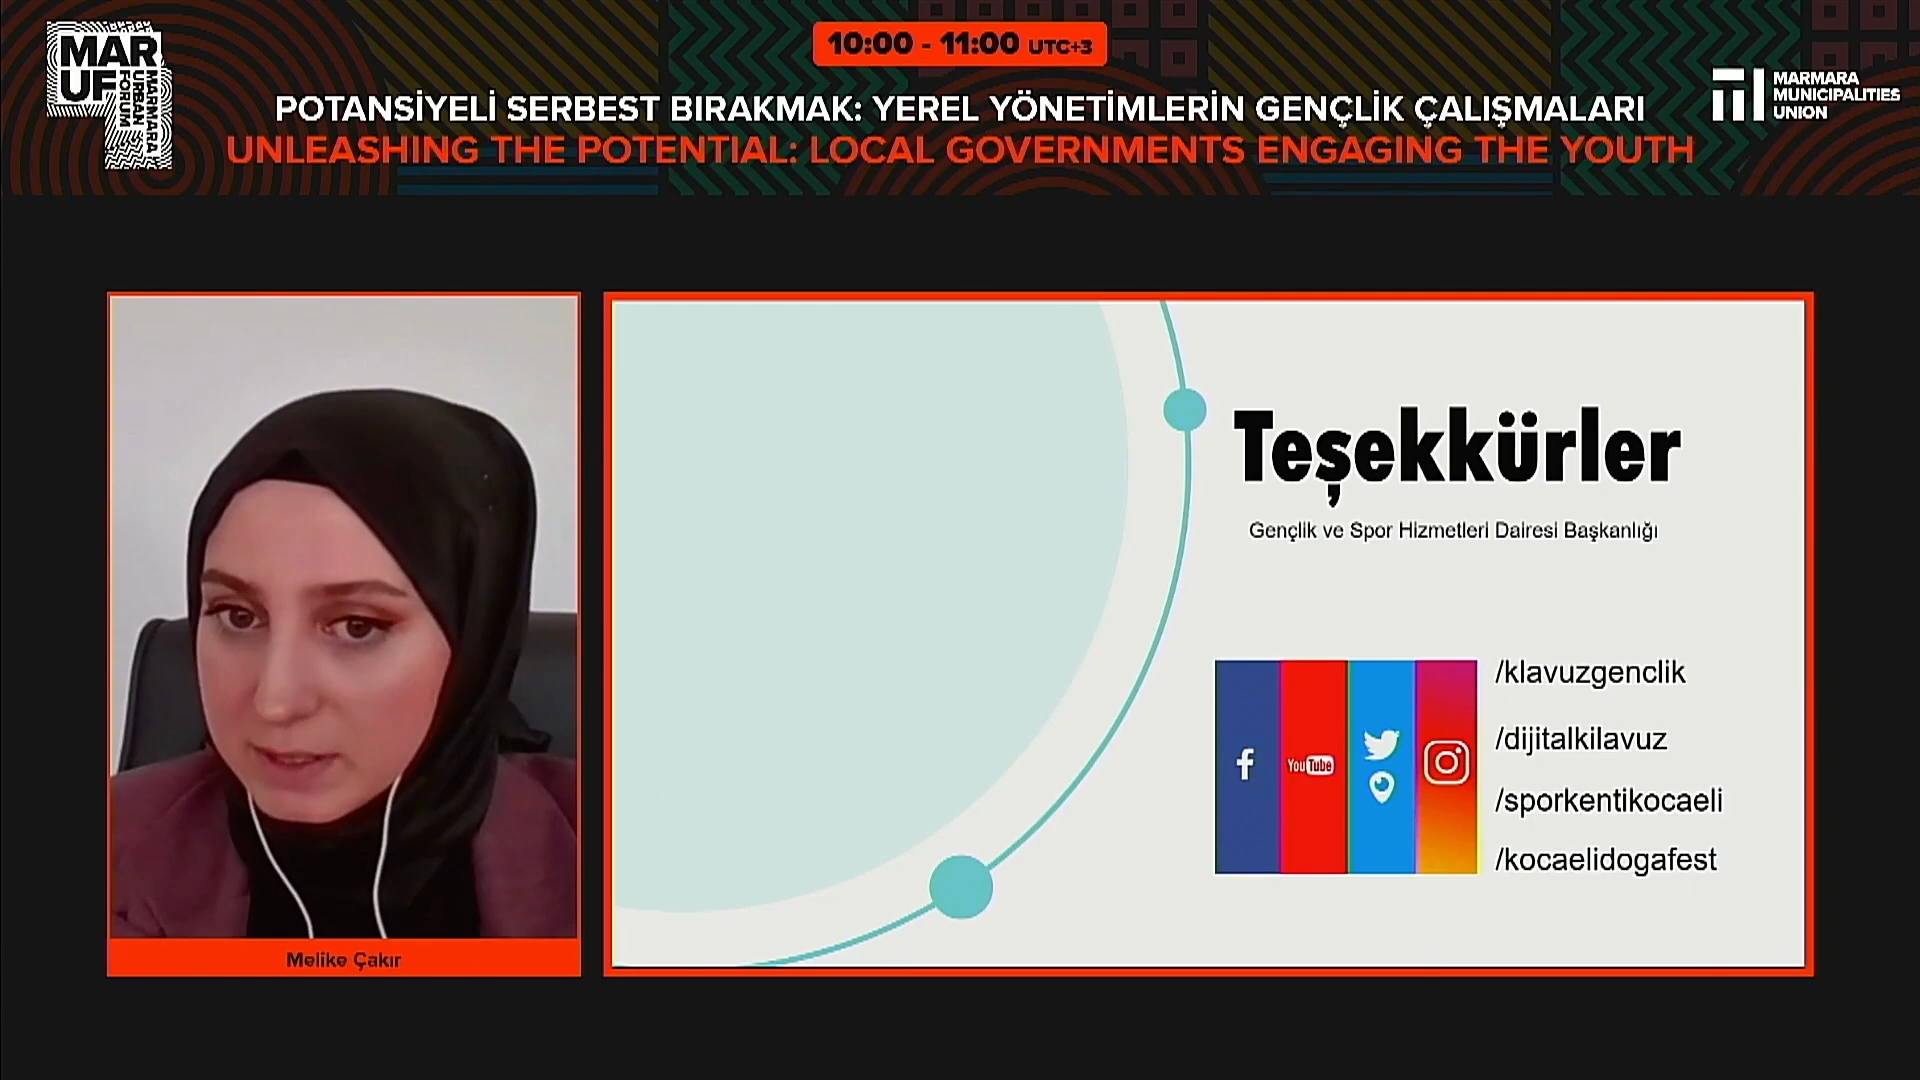 MAR
UF
MARMARA
URBAN
FORUM
10:00 - 11:00 UTC+3
POTANSİYELİ SERBEST BIRAKMAK: YEREL YÖNETİMLERİN GENÇLİK ÇALIŞMALARI
UNLEASHING THE POTENTIAL: LOCAL GOVERNMENTS ENGAGING THE YOUTH
MARMARA
MUNICIPALITIES
UNION
Teşekkürler
Gençlik ve Spor Hizmetleri Dairesi Başkanlığı
f
YouTube
/klavuzgenclik
/dijitalkilavuz
/sporkentikocaeli
/kocaelidogafest
Melike Çakır